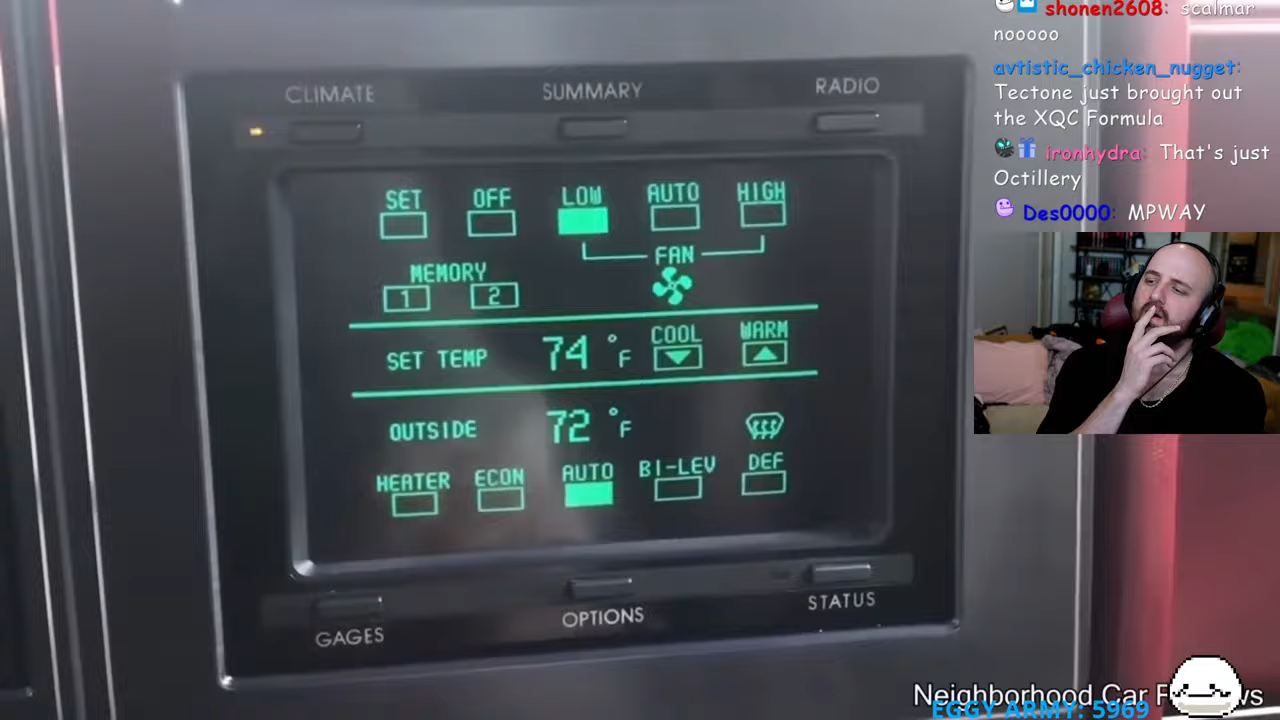 CLIMATE
SUMMARY
RADIO
SET
OFF
LOW
AUTO
HIGH
FAN
MEMORY
1
2
SET TEMP
74 °F
COOL
WARM
OUTSIDE
72 °F
HEATER
ECON
AUTO
BI-LEV
DEF
GAGES
OPTIONS
STATUS
shonen2608: scalmar
nooooo
avtistic_chicken_nugget:
Tectone just brought out
the XQC Formula
ironhydra: That's just
Octillery
Des0000: MPWAY
Neighborhood Car
EGGY ARMY: 5969